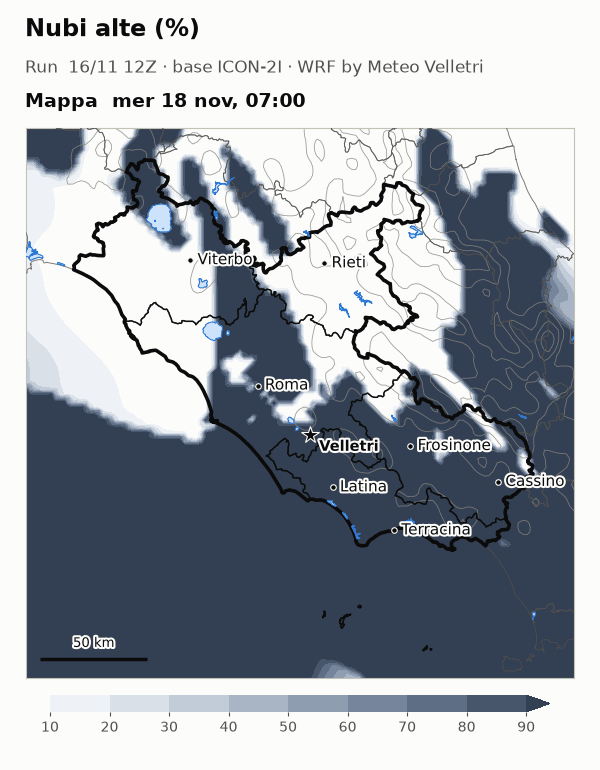 Nubi alte (%)
Run  16/11 12Z · base ICON-2I · WRF by Meteo Velletri
Mappa  mer 18 nov, 07:00
Viterbo
Rieti
Roma
Velletri
Frosinone
Latina
Cassino
Terracina
50 km
10 20 30 40 50 60 70 80 90